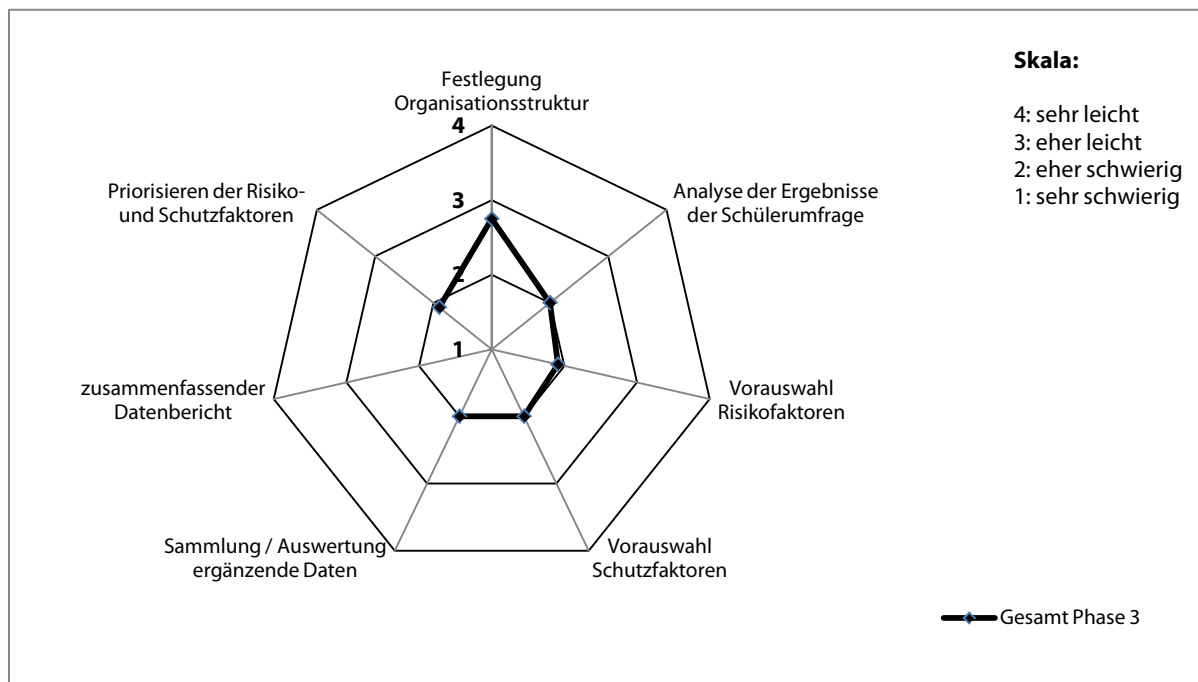 Festlegung
Organisationsstruktur
4
3
2
1
Analyse der Ergebnisse
der Schülerumfrage
Vorauswahl
Risikofaktoren
Vorauswahl
Schutzfaktoren
Sammlung / Auswertung
ergänzende Daten
zusammenfassender
Datenbericht
Priorisieren der Risiko-
und Schutzfaktoren
Skala:
4: sehr leicht
3: eher leicht
2: eher schwierig
1: sehr schwierig
Gesamt Phase 3